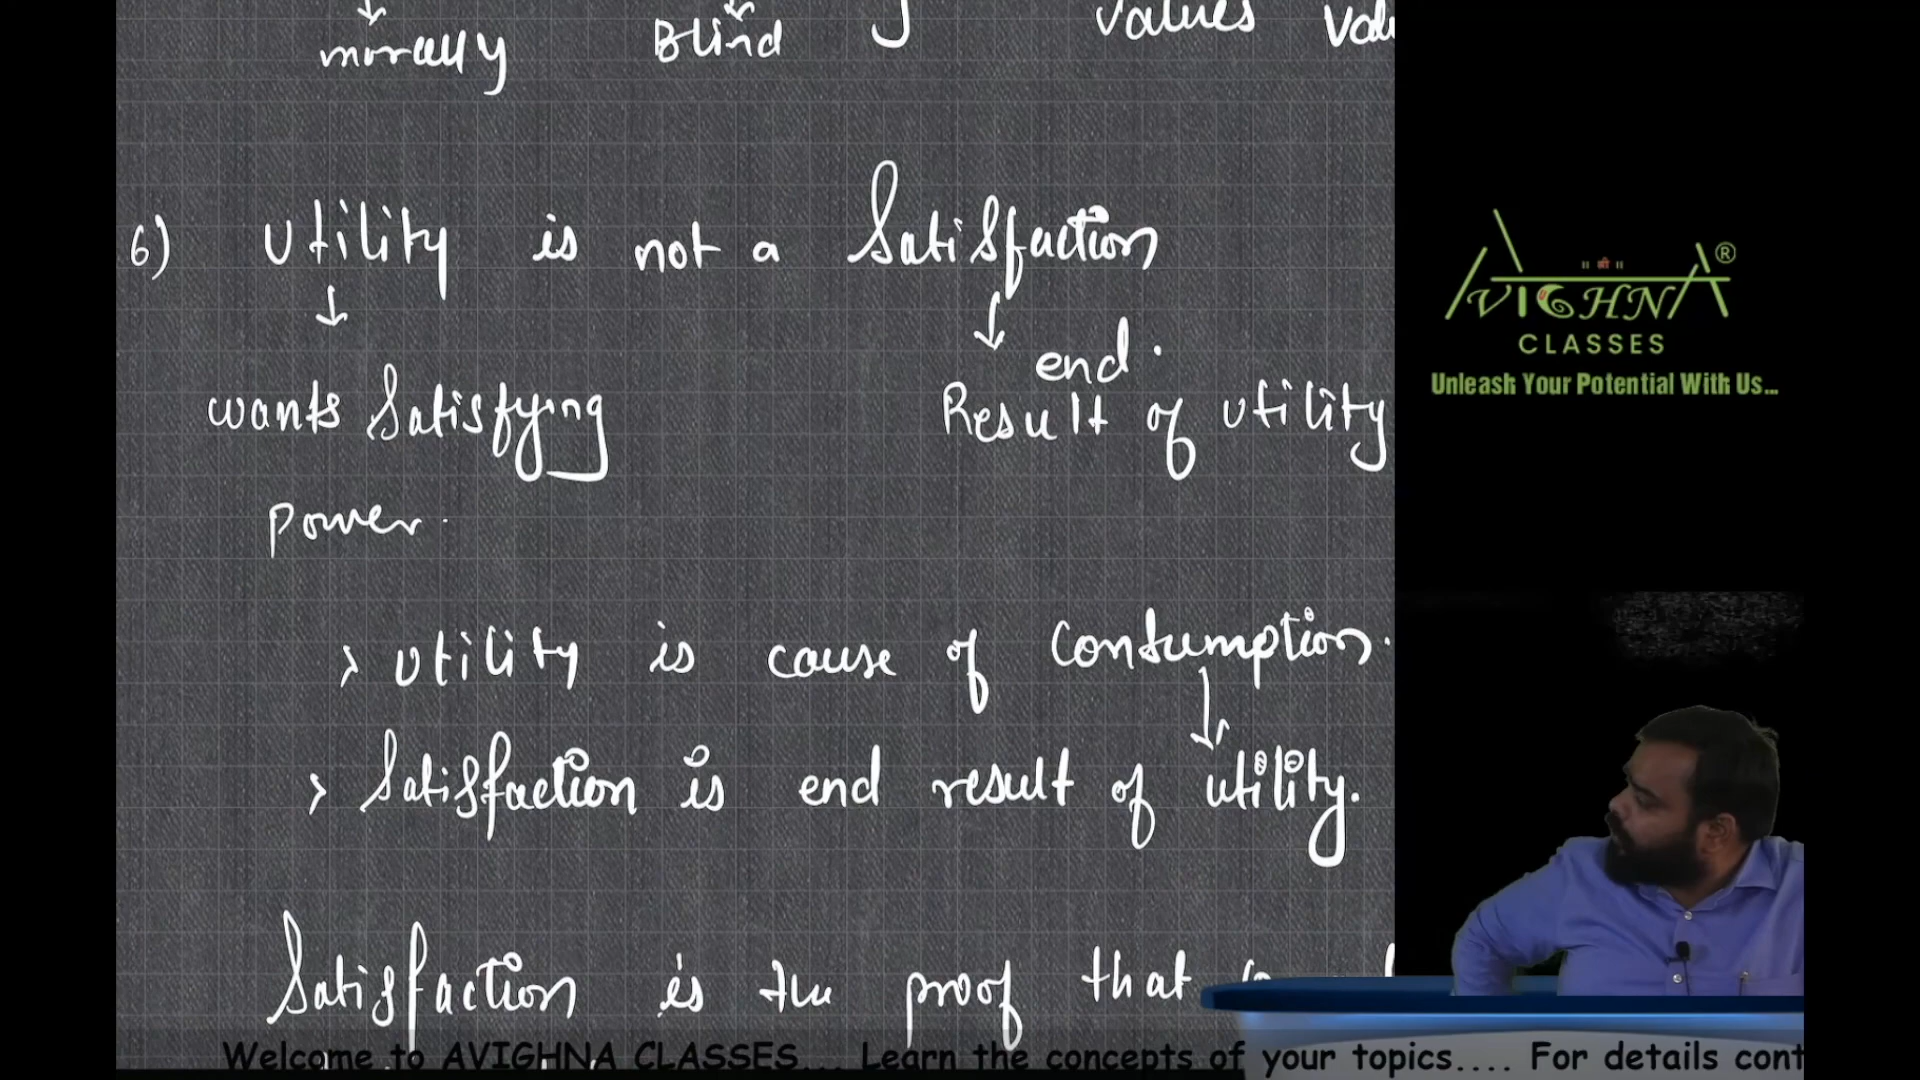 morally Blind values
6) utility is not a Satisfaction
wants Satisfying
power.
end.
Result of utility
> utility is cause of Consumption.
> Satisfaction is end result of utility.
Satisfaction is the proof that
AVIGHNA ®
CLASSES
Unleash Your Potential With Us...
Welcome to AVIGHNA CLASSES... Learn the concepts of your topics.... For details cont